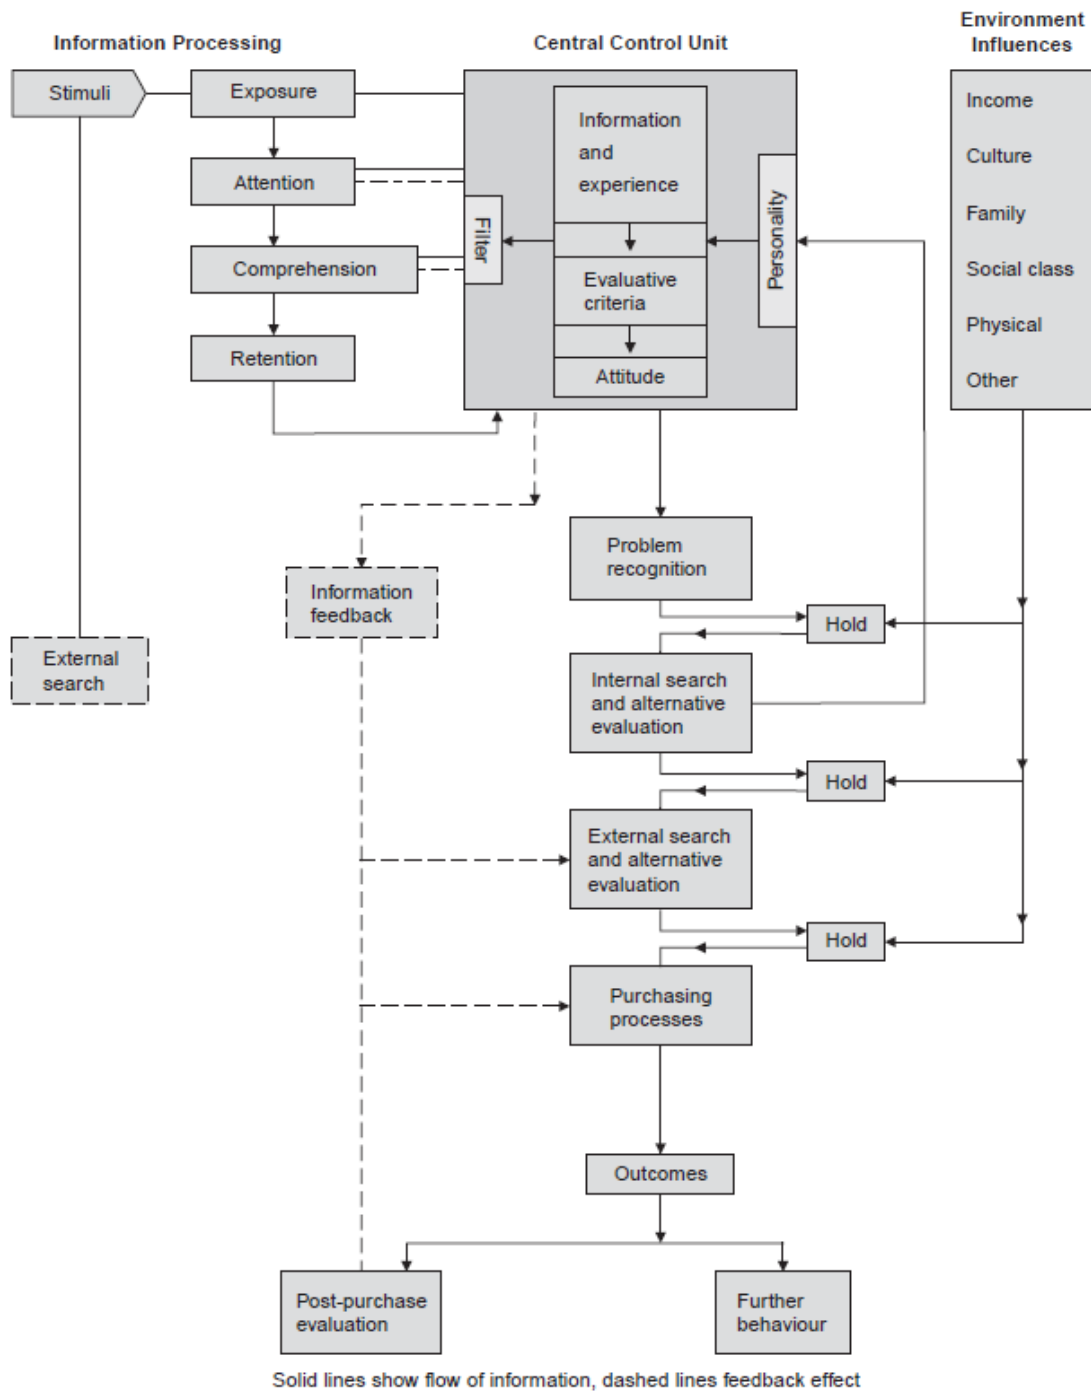 Information Processing
Central Control Unit
Environment
Influences
Stimuli
Exposure
Attention
Comprehension
Retention
Filter
Information
and
experience
Evaluative
criteria
Attitude
Personality
Income
Culture
Family
Social class
Physical
Other
Problem
recognition
Hold
Information
feedback
External
search
Internal search
and alternative
evaluation
Hold
External search
and alternative
evaluation
Hold
Purchasing
processes
Outcomes
Post-purchase
evaluation
Further
behaviour
Solid lines show flow of information, dashed lines feedback effect